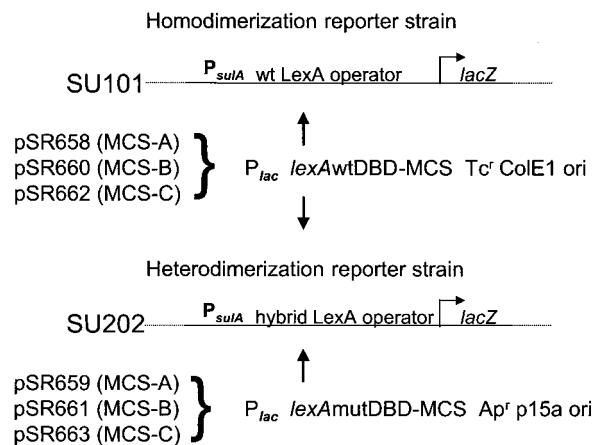 Homodimerization reporter strain
SU101 PsulA wt LexA operator lacZ
pSR658 (MCS-A)
pSR660 (MCS-B) } Plac lexAwtDBD-MCS Tcr ColE1 ori
pSR662 (MCS-C)
Heterodimerization reporter strain
SU202 PsulA hybrid LexA operator lacZ
pSR659 (MCS-A)
pSR661 (MCS-B) } Plac lexAmutDBD-MCS Apr p15a ori
pSR663 (MCS-C)